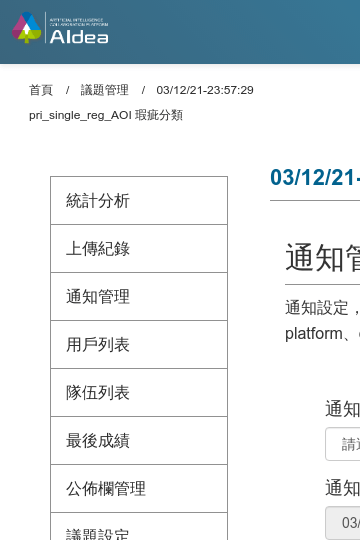 ARTIFICIAL INTELLIGENCE
COLLABORATION PLATFORM
AIdea
首頁 / 議題管理 / 03/12/21-23:57:29
pri_single_reg_AOI 瑕疵分類
03/12/21-
統計分析
上傳紀錄
通知管理
用戶列表
隊伍列表
最後成績
公佈欄管理
議題設定
通知管
通知設定，
platform、
通知
請
通知
03/